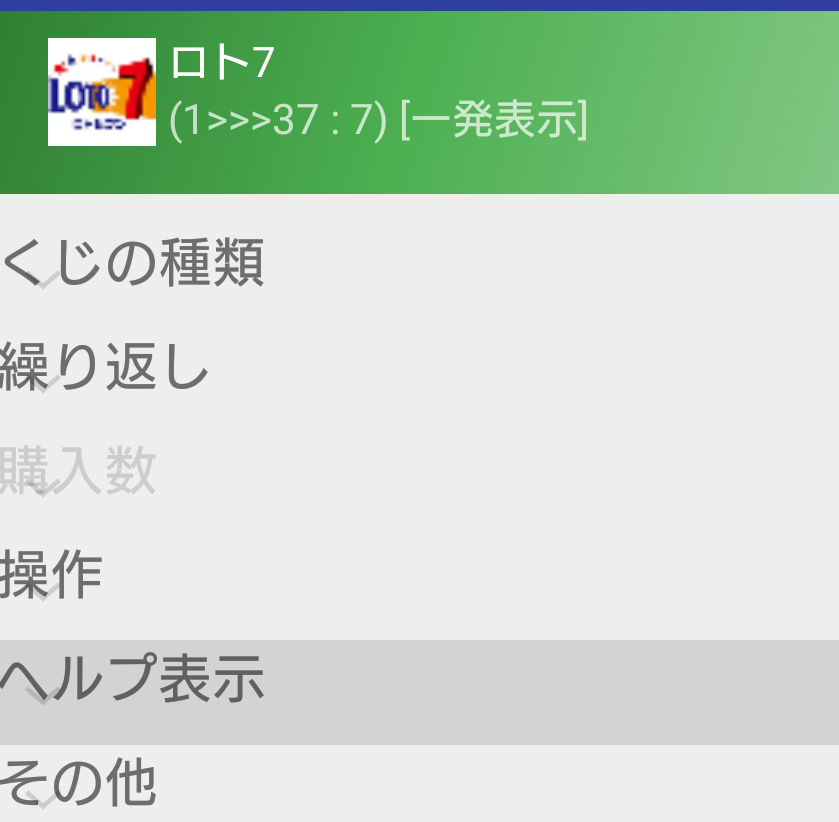 LOTO 7
ロト7
(1>>>37 : 7) [一発表示]
くじの種類
繰り返し
購入数
操作
ヘルプ表示
その他